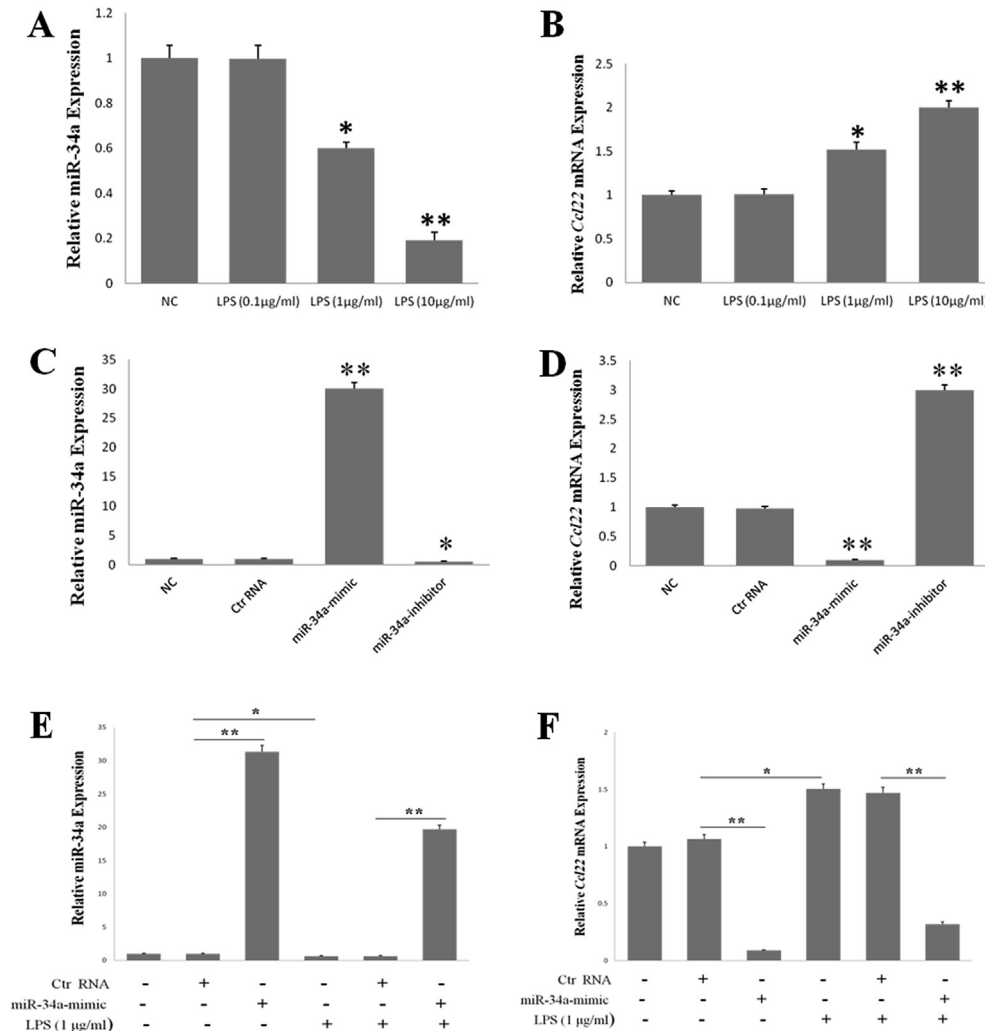 A
Relative miR-34a Expression
1.2
1
0.8
0.6
0.4
0.2
0
*
**
NC
LPS (0.1μg/ml)
LPS (1μg/ml)
LPS (10μg/ml)
B
Relative Ccl22 mRNA Expression
2.5
2
1.5
1
0.5
0
*
**
NC
LPS (0.1μg/ml)
LPS (1μg/ml)
LPS (10μg/ml)
C
Relative miR-34a Expression
35
30
25
20
15
10
5
0
**
*
NC
Ctr RNA
miR-34a-mimic
miR-34a-inhibitor
D
Relative Ccl22 mRNA Expression
3.5
3
2.5
2
1.5
1
0.5
0
**
**
NC
Ctr RNA
miR-34a-mimic
miR-34a-inhibitor
E
Relative miR-34a Expression
35
30
25
20
15
10
5
0
*
**
**
Ctr RNA - + - - + -
miR-34a-mimic - - + - - +
LPS (1 μg/ml) - - - + + +
F
Relative Ccl22 mRNA Expression
2
1.5
1
0.5
0
*
**
**
Ctr RNA - + - - + -
miR-34a-mimic - - + - - +
LPS (1 μg/ml) - - - + + +